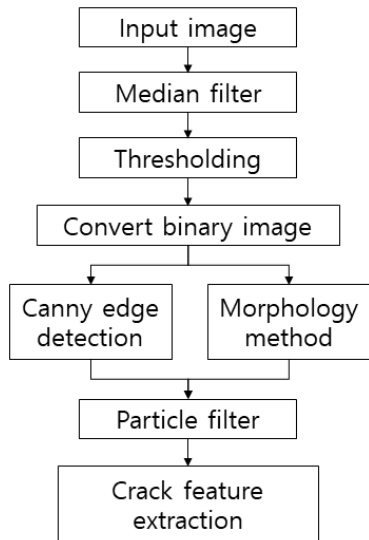 Input image
Median filter
Thresholding
Convert binary image
Canny edge
detection
Morphology
method
Particle filter
Crack feature
extraction